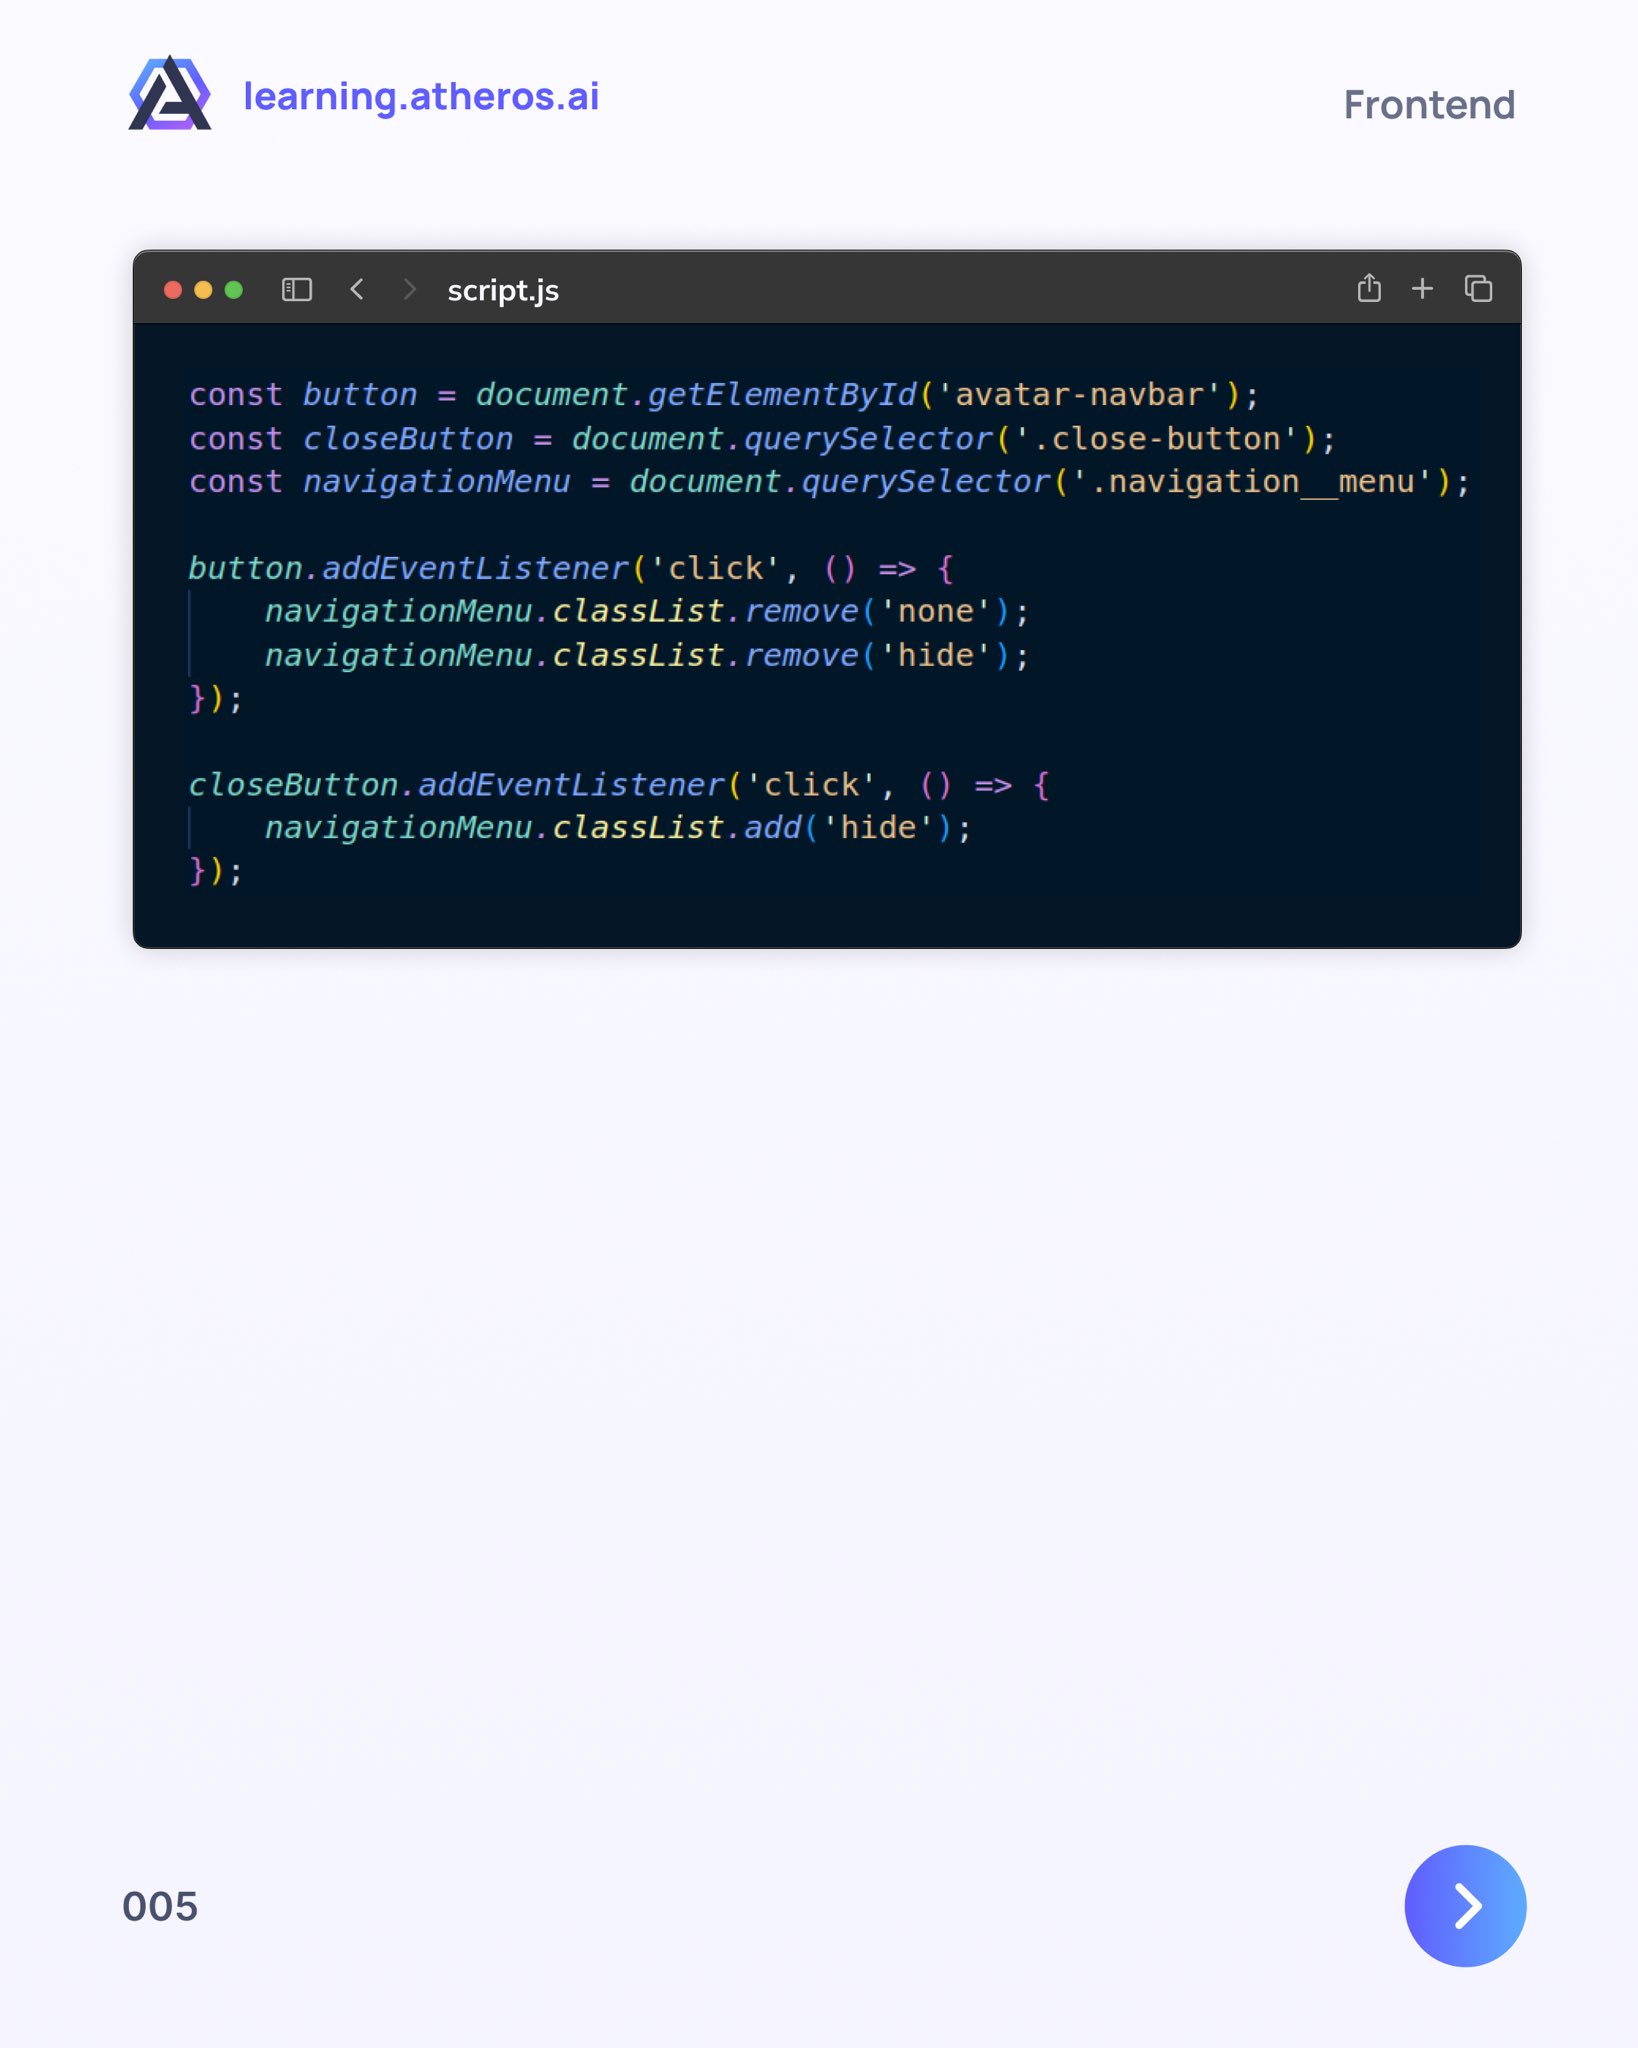 learning.atheros.ai
Frontend
script.js
const button = document.getElementById('avatar-navbar');
const closeButton = document.querySelector('.close-button');
const navigationMenu = document.querySelector('.navigation__menu');
button.addEventListener('click', () => {
    navigationMenu.classList.remove('none');
    navigationMenu.classList.remove('hide');
});
closeButton.addEventListener('click', () => {
    navigationMenu.classList.add('hide');
});
005